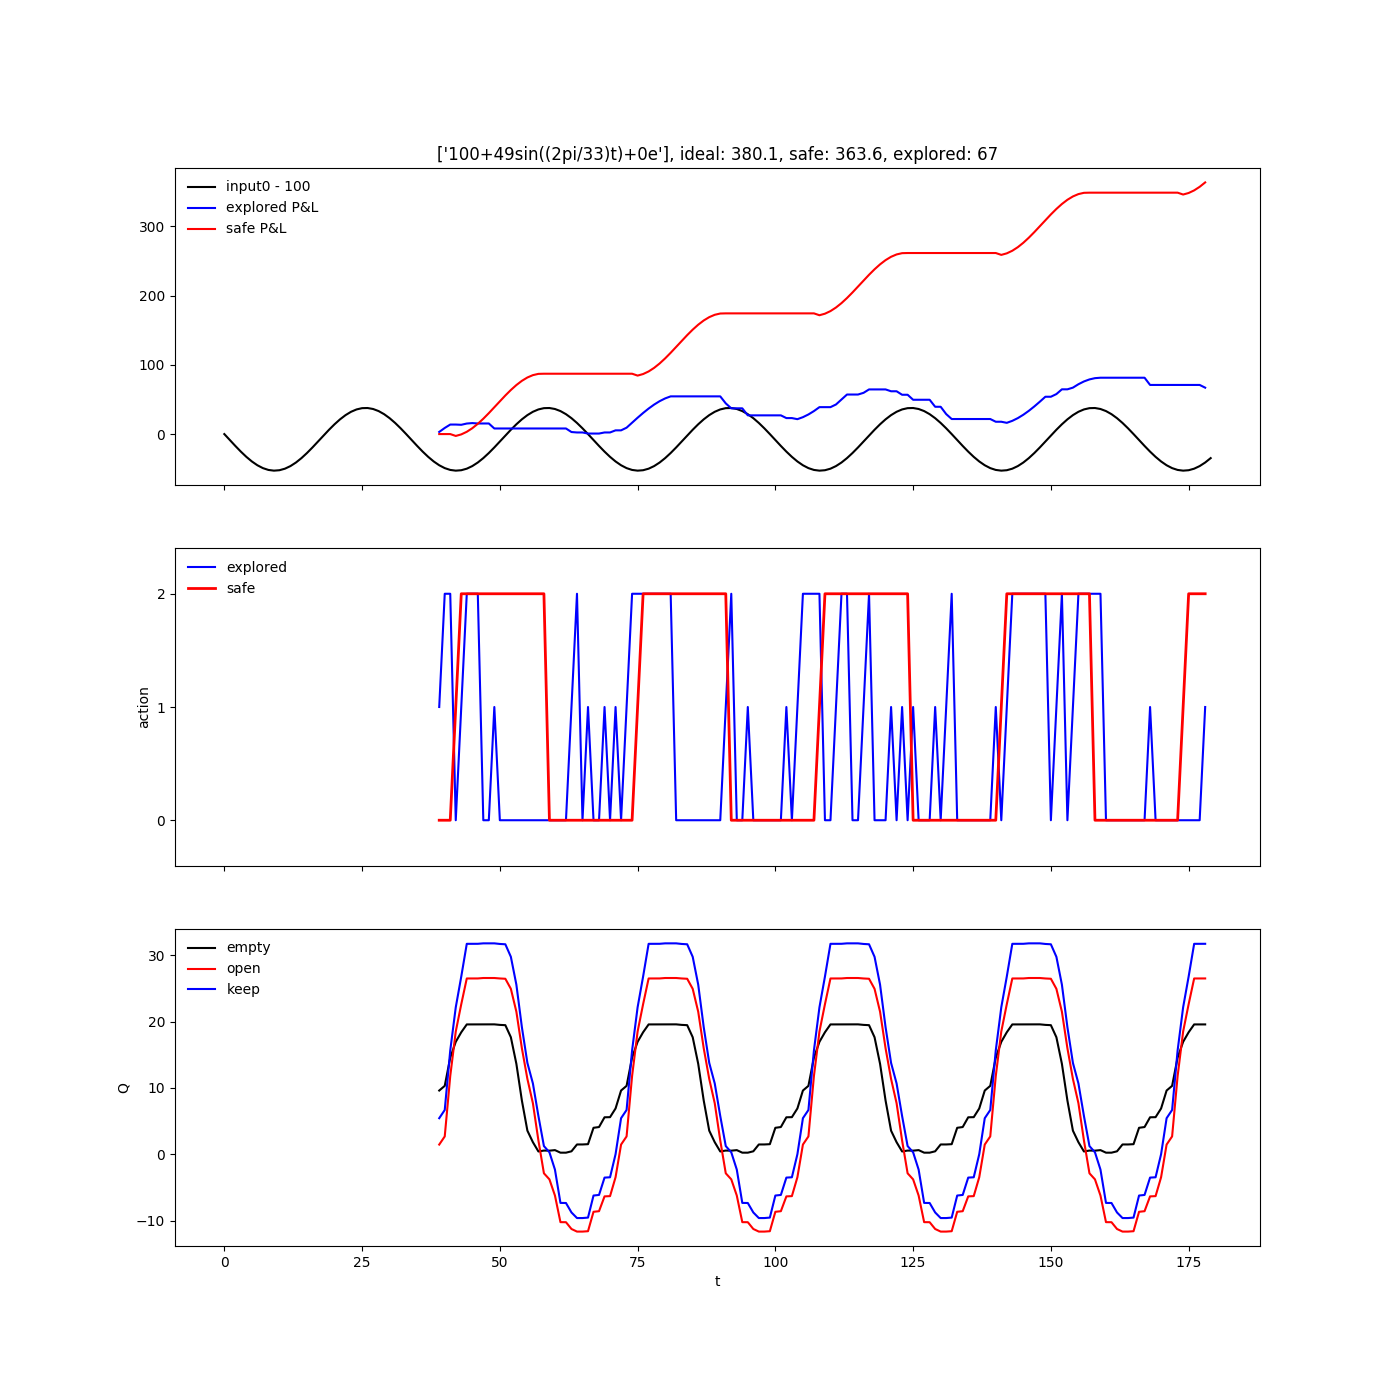 ['100+49sin((2pi/33)t)+0e'], ideal: 380.1, safe: 363.6, explored: 67
input0 - 100
explored P&L
safe P&L
300
200
100
0
explored
safe
2
1
0
action
empty
open
keep
30
20
10
0
−10
Q
0 25 50 75 100 125 150 175
t